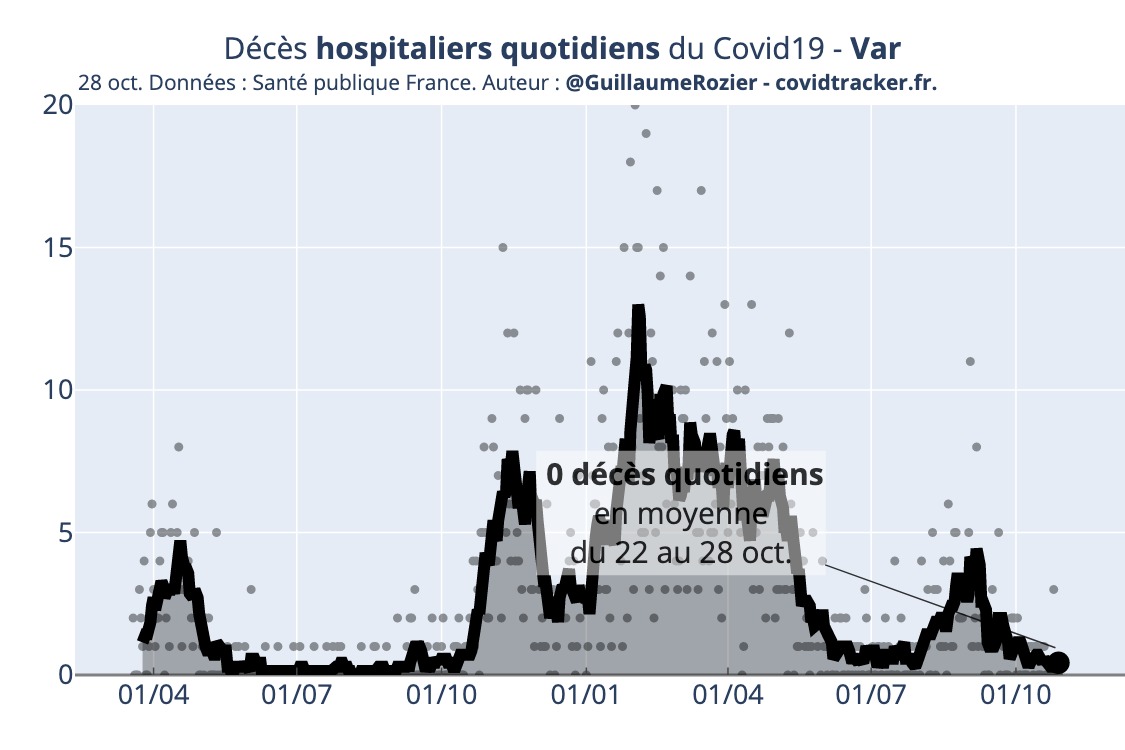 Décès hospitaliers quotidiens du Covid19 - Var
28 oct. Données : Santé publique France. Auteur : @GuillaumeRozier - covidtracker.fr.
20
15
10
5
0
0 décès quotidiens
en moyenne
du 22 au 28 oct.
01/04 01/07 01/10 01/01 01/04 01/07 01/10